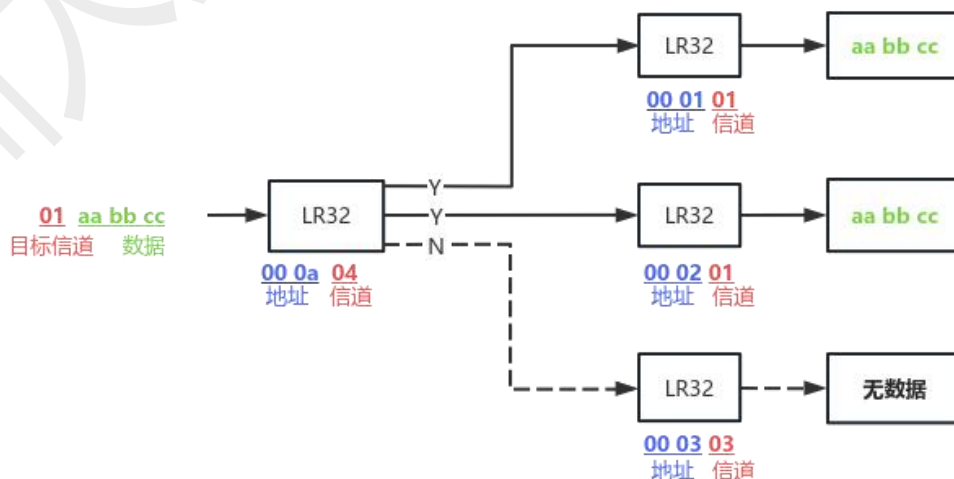 LR32
aa bb cc
00 01 01
地址 信道
Y
01 aa bb cc
目标信道 数据
LR32
Y
LR32
aa bb cc
N
00 0a 04
地址 信道
00 02 01
地址 信道
LR32
无数据
00 03 03
地址 信道